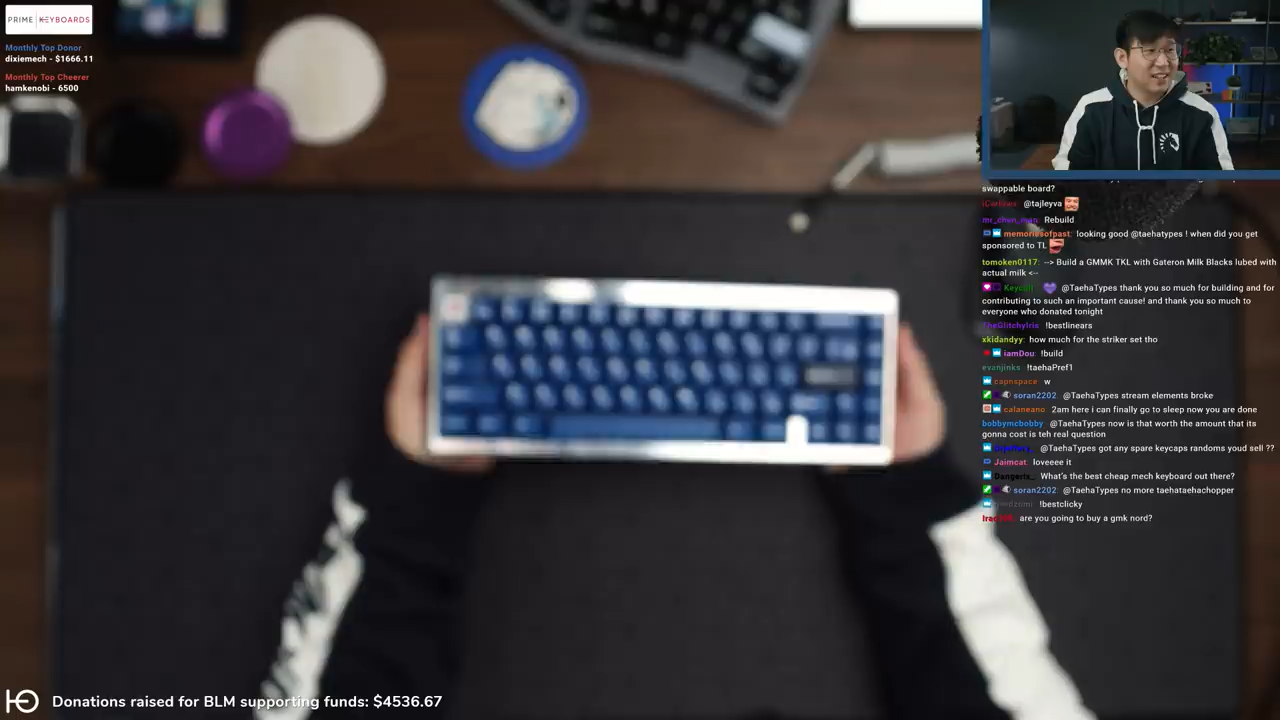 PRIME | KEYBOARDS
Monthly Top Donor
dixiemech - $1666.11
Monthly Top Cheerer
hamkenobi - 6500
swappable board?
@tajleyva
Rebuild
memoriesofpast: looking good @taehatypes ! when did you get
sponsored to TL
tomoken0117: --> Build a GMMK TKL with Gateron Milk Blacks lubed with
actual milk <--
@TaehaTypes thank you so much for building and for
contributing to such an important cause! and thank you so much to
everyone who donated tonight
TheGlitchyIris !bestlinears
xkidandyy: how much for the striker set tho
iamDou: !build
evanjinks !taehaPref1
capnspace w
soran2202: @TaehaTypes stream elements broke
calaneano: 2am here i can finally go to sleep now you are done
bobbymcbobby @TaehaTypes now is that worth the amount that its
gonna cost is teh real question
@TaehaTypes got any spare keycaps randoms youd sell ??
Jaimcat: loveeee it
What's the best cheap mech keyboard out there?
soran2202: @TaehaTypes no more taehataehachopper
!bestclicky
are you going to buy a gmk nord?
Donations raised for BLM supporting funds: $4536.67